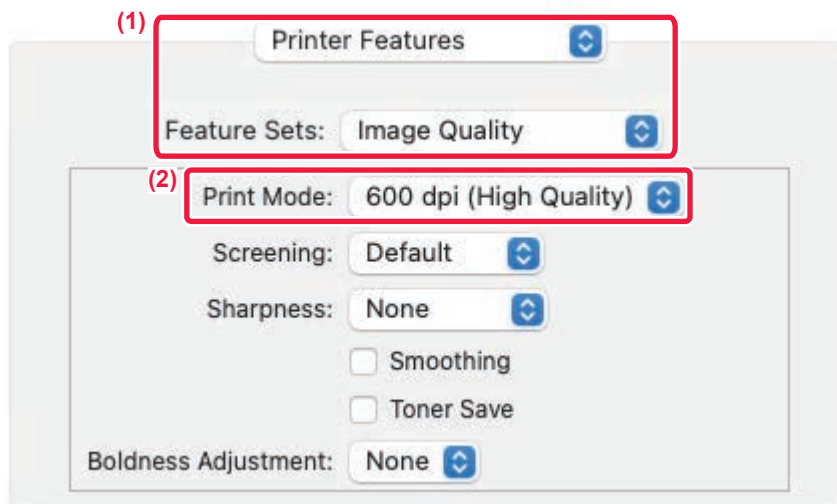 (1)
Printer Features
Feature Sets: Image Quality
(2)
Print Mode: 600 dpi (High Quality)
Screening: Default
Sharpness: None
Smoothing
Toner Save
Boldness Adjustment: None